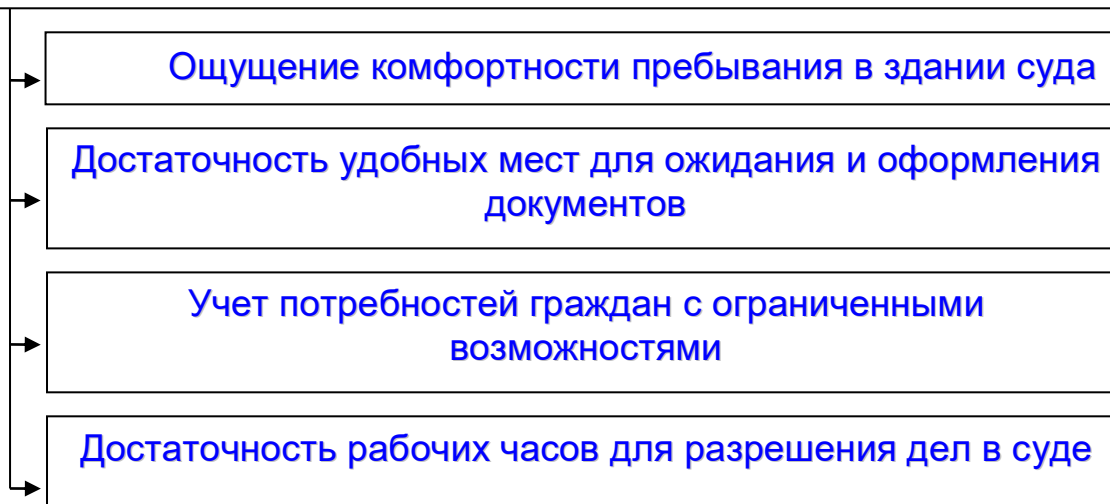 Ощущение комфортности пребывания в здании суда
Достаточность удобных мест для ожидания и оформления
документов
Учет потребностей граждан с ограниченными
возможностями
Достаточность рабочих часов для разрешения дел в суде